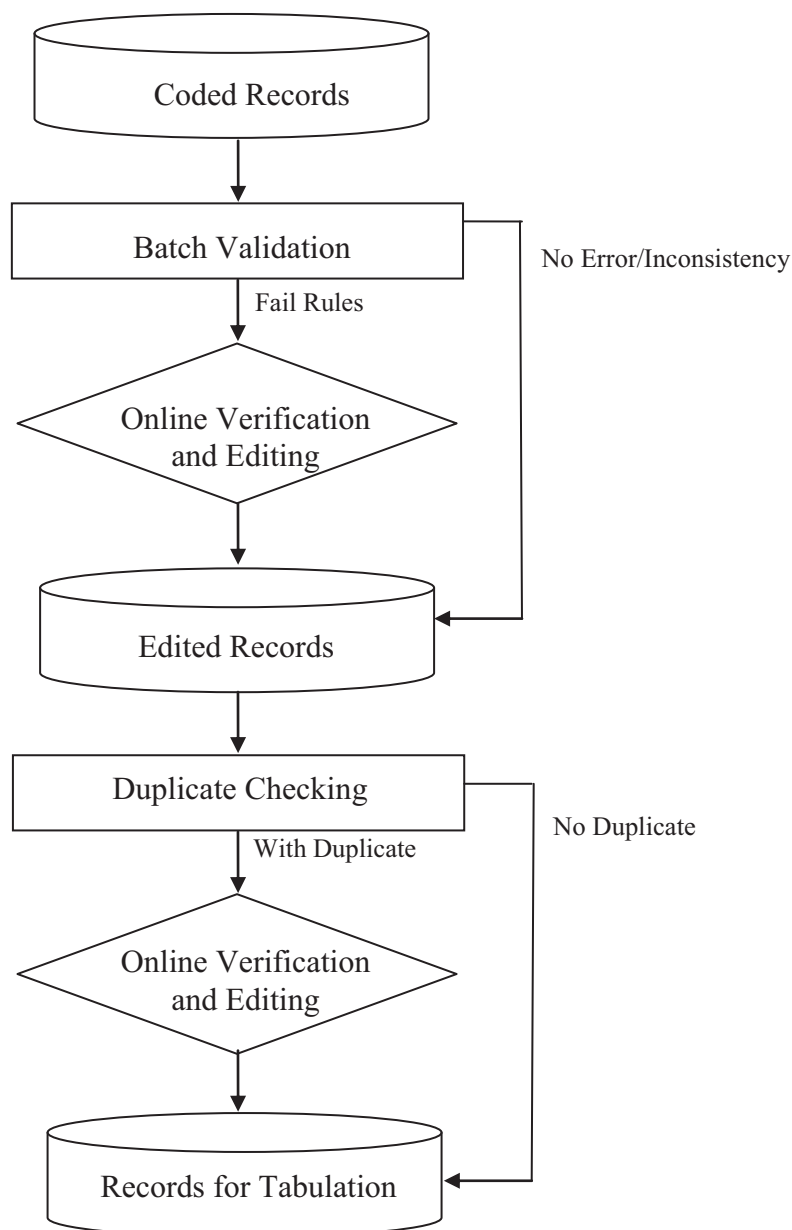 Coded Records
Batch Validation
No Error/Inconsistency
Fail Rules
Online Verification
and Editing
Edited Records
Duplicate Checking
No Duplicate
With Duplicate
Online Verification
and Editing
Records for Tabulation